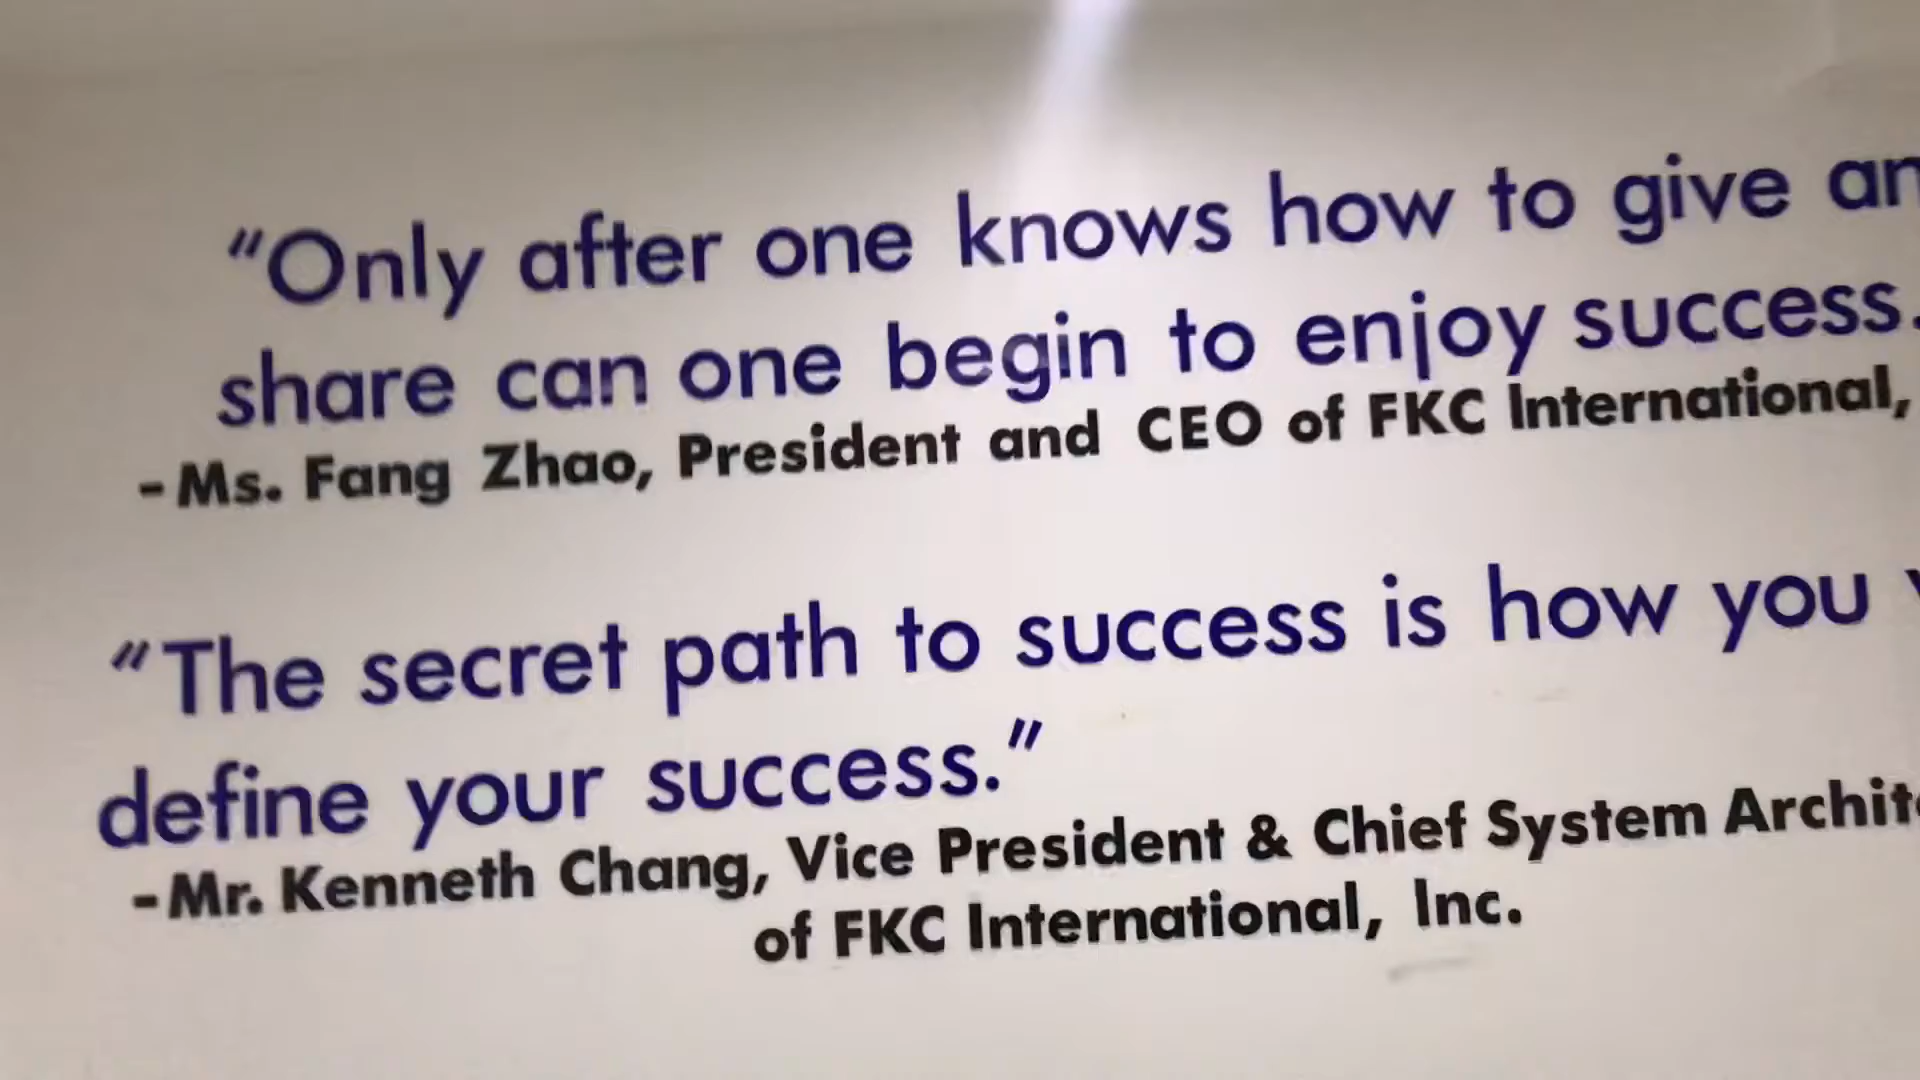 “Only after one knows how to give
share can one begin to enjoy success.
-Ms. Fang Zhao, President and CEO of FKC International,
“The secret path to success is how you
define your success.”
-Mr. Kenneth Chang, Vice President & Chief System
of FKC International, Inc.